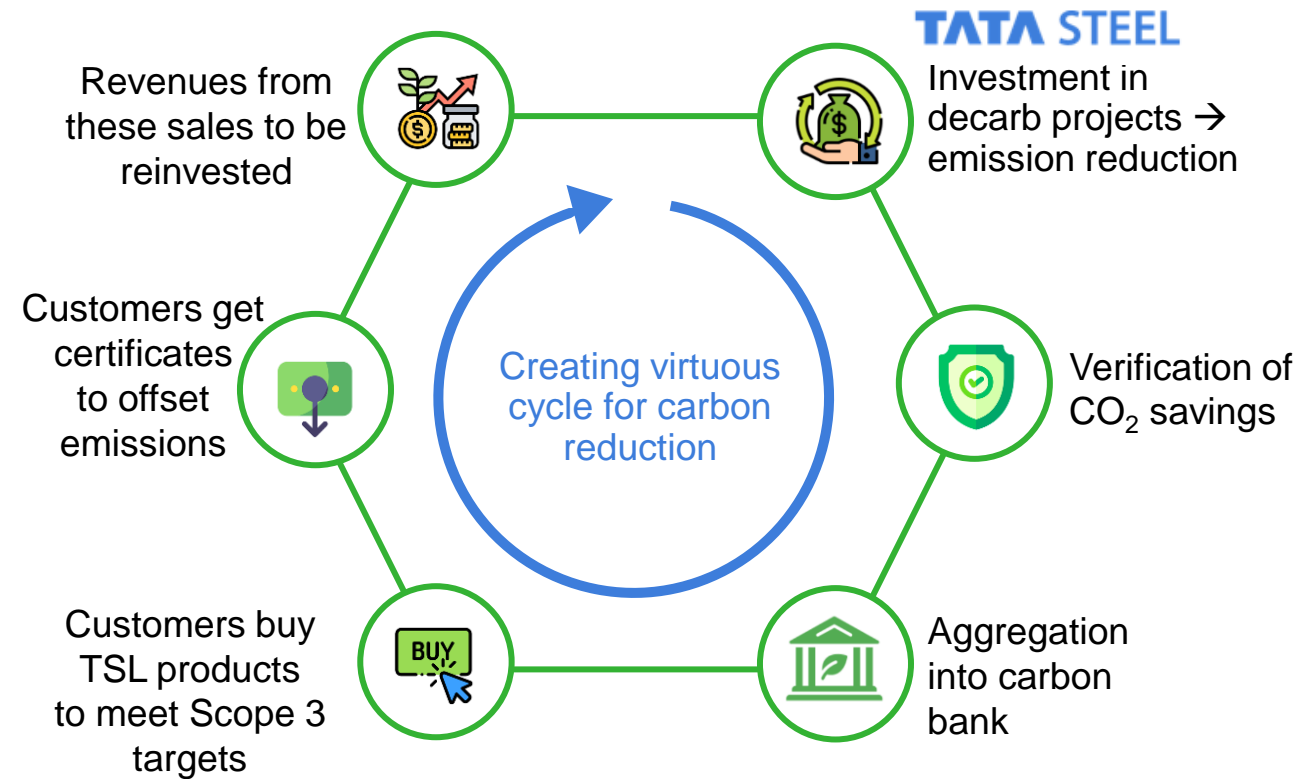 TATA STEEL
Investment in
decarb projects →
emission reduction
Verification of
CO₂ savings
Aggregation
into carbon
bank
BUY
Customers buy
TSL products
to meet Scope 3
targets
Customers get
certificates
to offset
emissions
Revenues from
these sales to be
reinvested
Creating virtuous
cycle for carbon
reduction